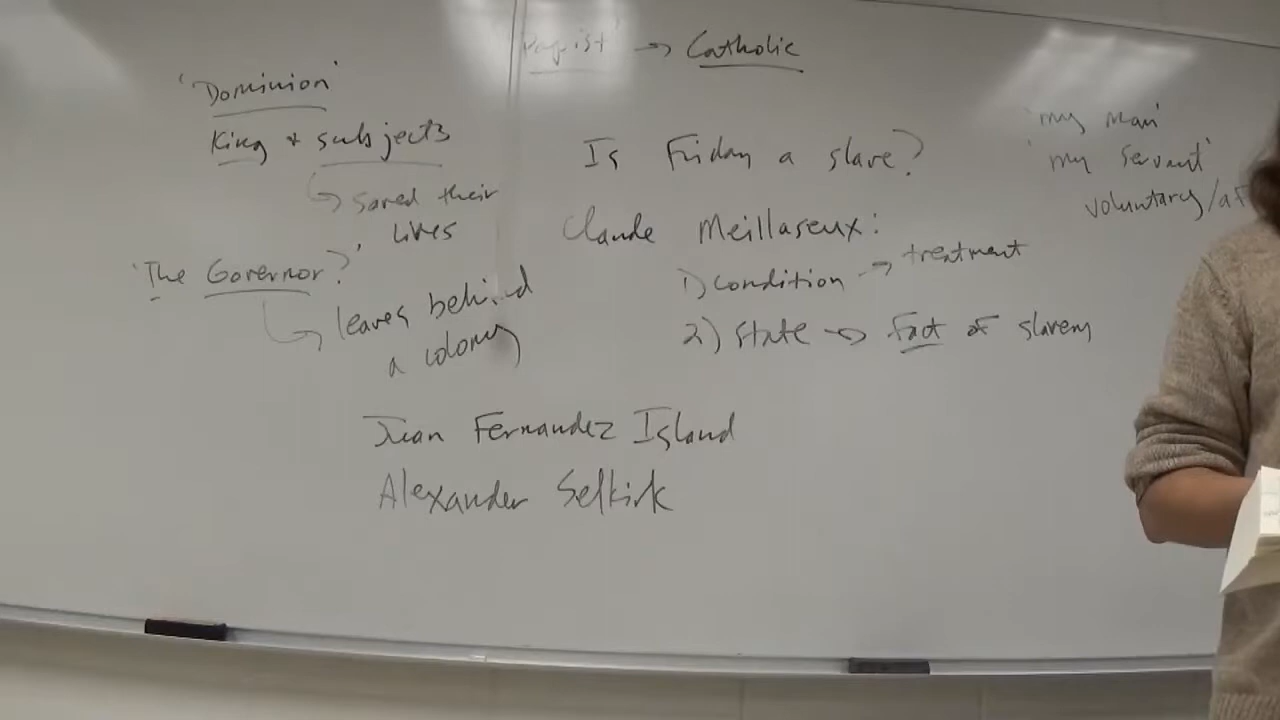 'Dominion'
King + subjects
↳ saved their
lives
'The Governor?'
↳ leaves behind
a colony
'Papist' → Catholic
Is Friday a slave?
Claude Meillaseux:
1) condition → treatment
2) state → fact of slavery
'my man'
'my servant'
voluntary/
Juan Fernandez Island
Alexander Selkirk